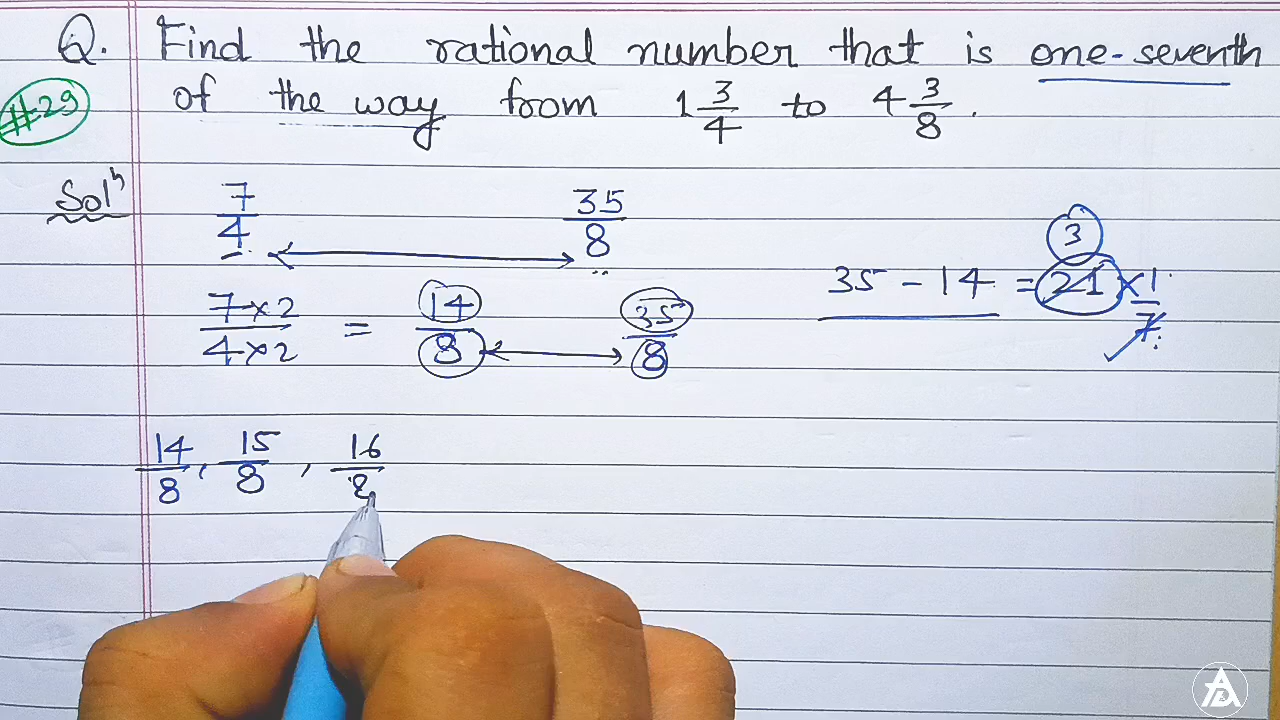 Q. Find the rational number that is one-seventh
#29 of the way from 1 3/4 to 4 3/8.
Solⁿ
7/4 35/8
35 - 14 = 21 × 1/7
3
7×2/4×2 = 14/8 35/8
14/8, 15/8, 16/8